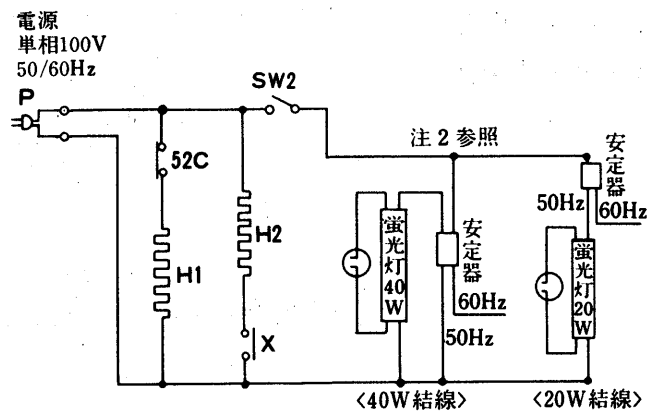 電源
単相100V
50/60Hz
P
SW2
52C
H1
H2
X
注2参照
蛍光灯40W
安定器
60Hz
50Hz
<40W結線>
安定器
50Hz
60Hz
蛍光灯20W
<20W結線>